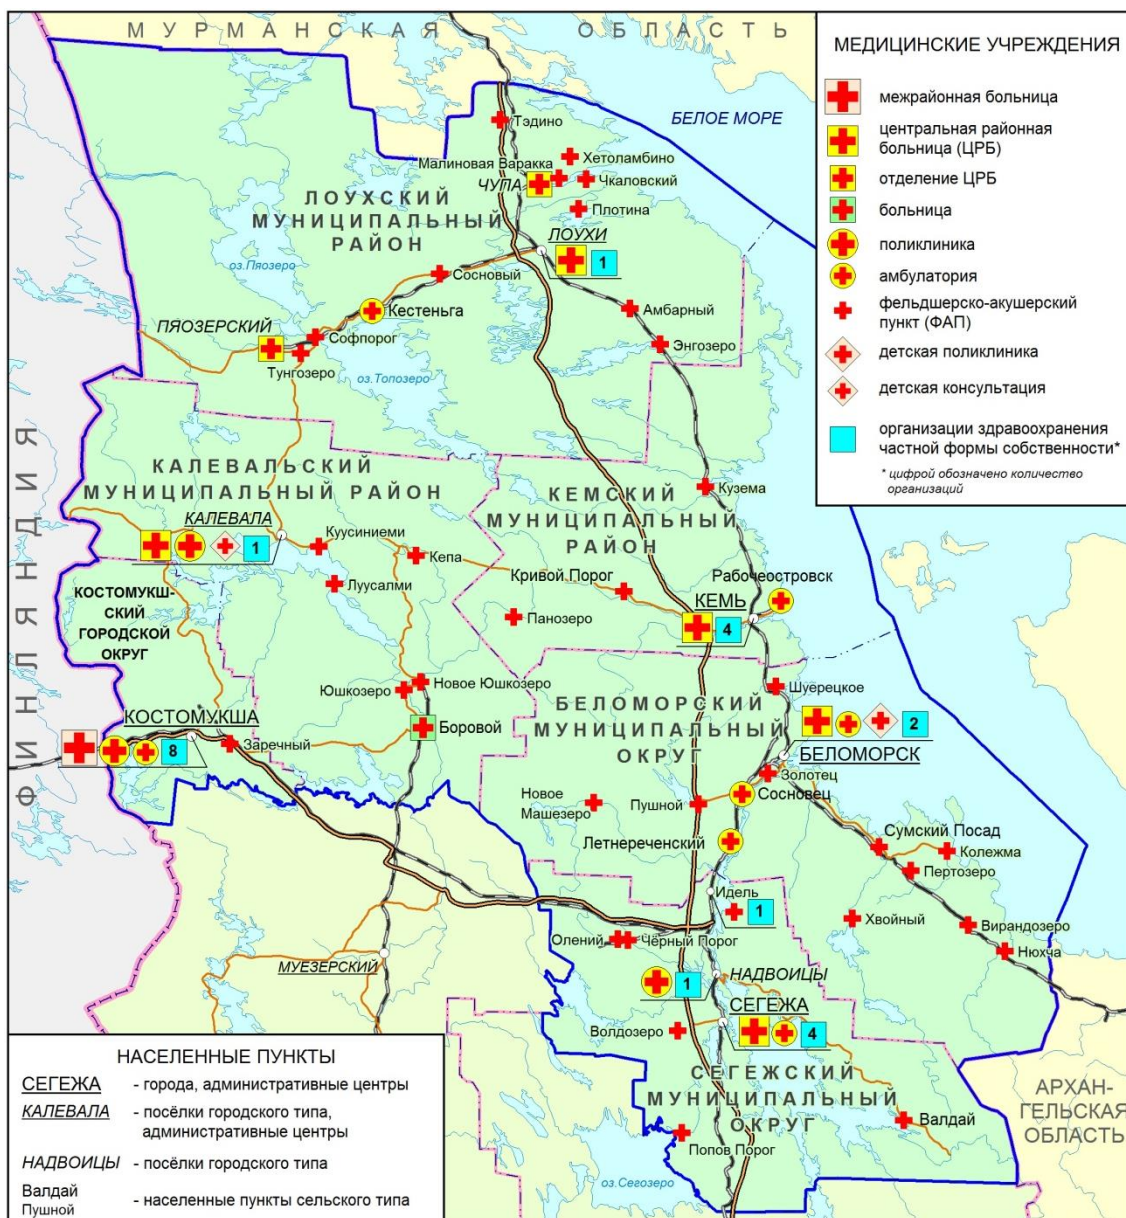 МУРМАНСКАЯ ОБЛАСТЬ
МЕДИЦИНСКИЕ УЧРЕЖДЕНИЯ
межрайонная больница
центральная районная
больница (ЦРБ)
отделение ЦРБ
больница
поликлиника
амбулатория
фельдшерско-акушерский
пункт (ФАП)
детская поликлиника
детская консультация
организации здравоохранения
частной формы собственности*
* цифрой обозначено количество
организаций
БЕЛОЕ МОРЕ
Тэдино
Хетоламбино
Малиновая Варакка
ЧУПА
Чкаловский
Плотина
ЛОУХСКИЙ
МУНИЦИПАЛЬНЫЙ
РАЙОН
ЛОУХИ
1
оз.Пяозеро
Сосновый
Кестеньга
Амбарный
ПЯОЗЕРСКИЙ
Софпорог
Тунгозеро
Энгозеро
оз.Топозеро
ФИНЛЯНДИЯ
КАЛЕВАЛЬСКИЙ
МУНИЦИПАЛЬНЫЙ РАЙОН
КАЛЕВАЛА
1
Куусиниеми
Кепа
Луусалми
КЕМСКИЙ
МУНИЦИПАЛЬНЫЙ
РАЙОН
Кузема
Кривой Порог
Рабочеостровск
КЕМЬ
4
Панозеро
КОСТОМУКШ-
СКИЙ
ГОРОДСКОЙ
ОКРУГ
Юшкозеро
Новое Юшкозеро
Боровой
КОСТОМУКША
8
Заречный
БЕЛОМОРСКИЙ
МУНИЦИПАЛЬНЫЙ
ОКРУГ
Шуерецкое
2
БЕЛОМОРСК
Золотец
Сосновец
Новое
Машезеро
Пушной
Летнереченский
Сумский Посад
Колежма
Пертозеро
Идель
1
Хвойный
Вирандозеро
Нюхча
Олений
Чёрный Порог
МУЕЗЕРСКИЙ
1
НАДВОИЦЫ
СЕГЕЖА
4
Волдозеро
СЕГЕЖСКИЙ
МУНИЦИПАЛЬНЫЙ
ОКРУГ
Валдай
Попов Порог
оз.Сегозеро
АРХАН-
ГЕЛЬСКАЯ
ОБЛАСТЬ
НАСЕЛЕННЫЕ ПУНКТЫ
СЕГЕЖА - города, административные центры
КАЛЕВАЛА - посёлки городского типа,
административные центры
НАДВОИЦЫ - посёлки городского типа
Валдай
Пушной - населенные пункты сельского типа